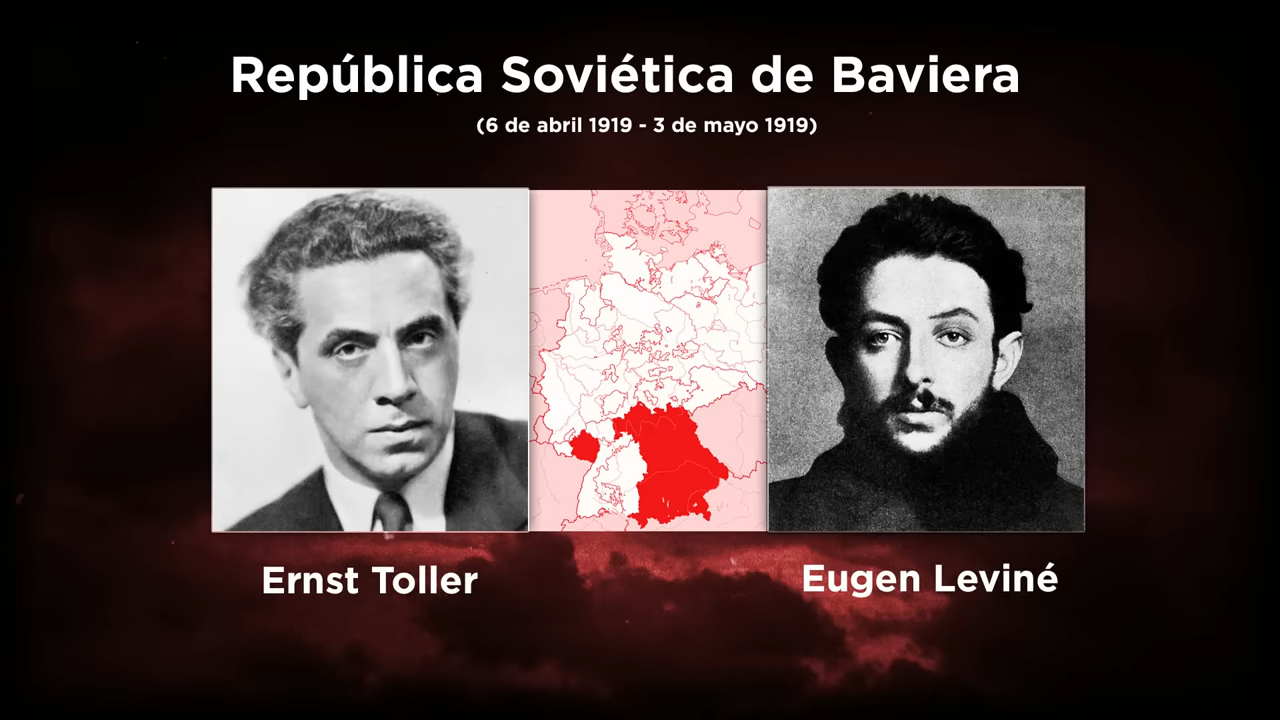 República Soviética de Baviera
(6 de abril 1919 - 3 de mayo 1919)
Ernst Toller
Eugen Leviné